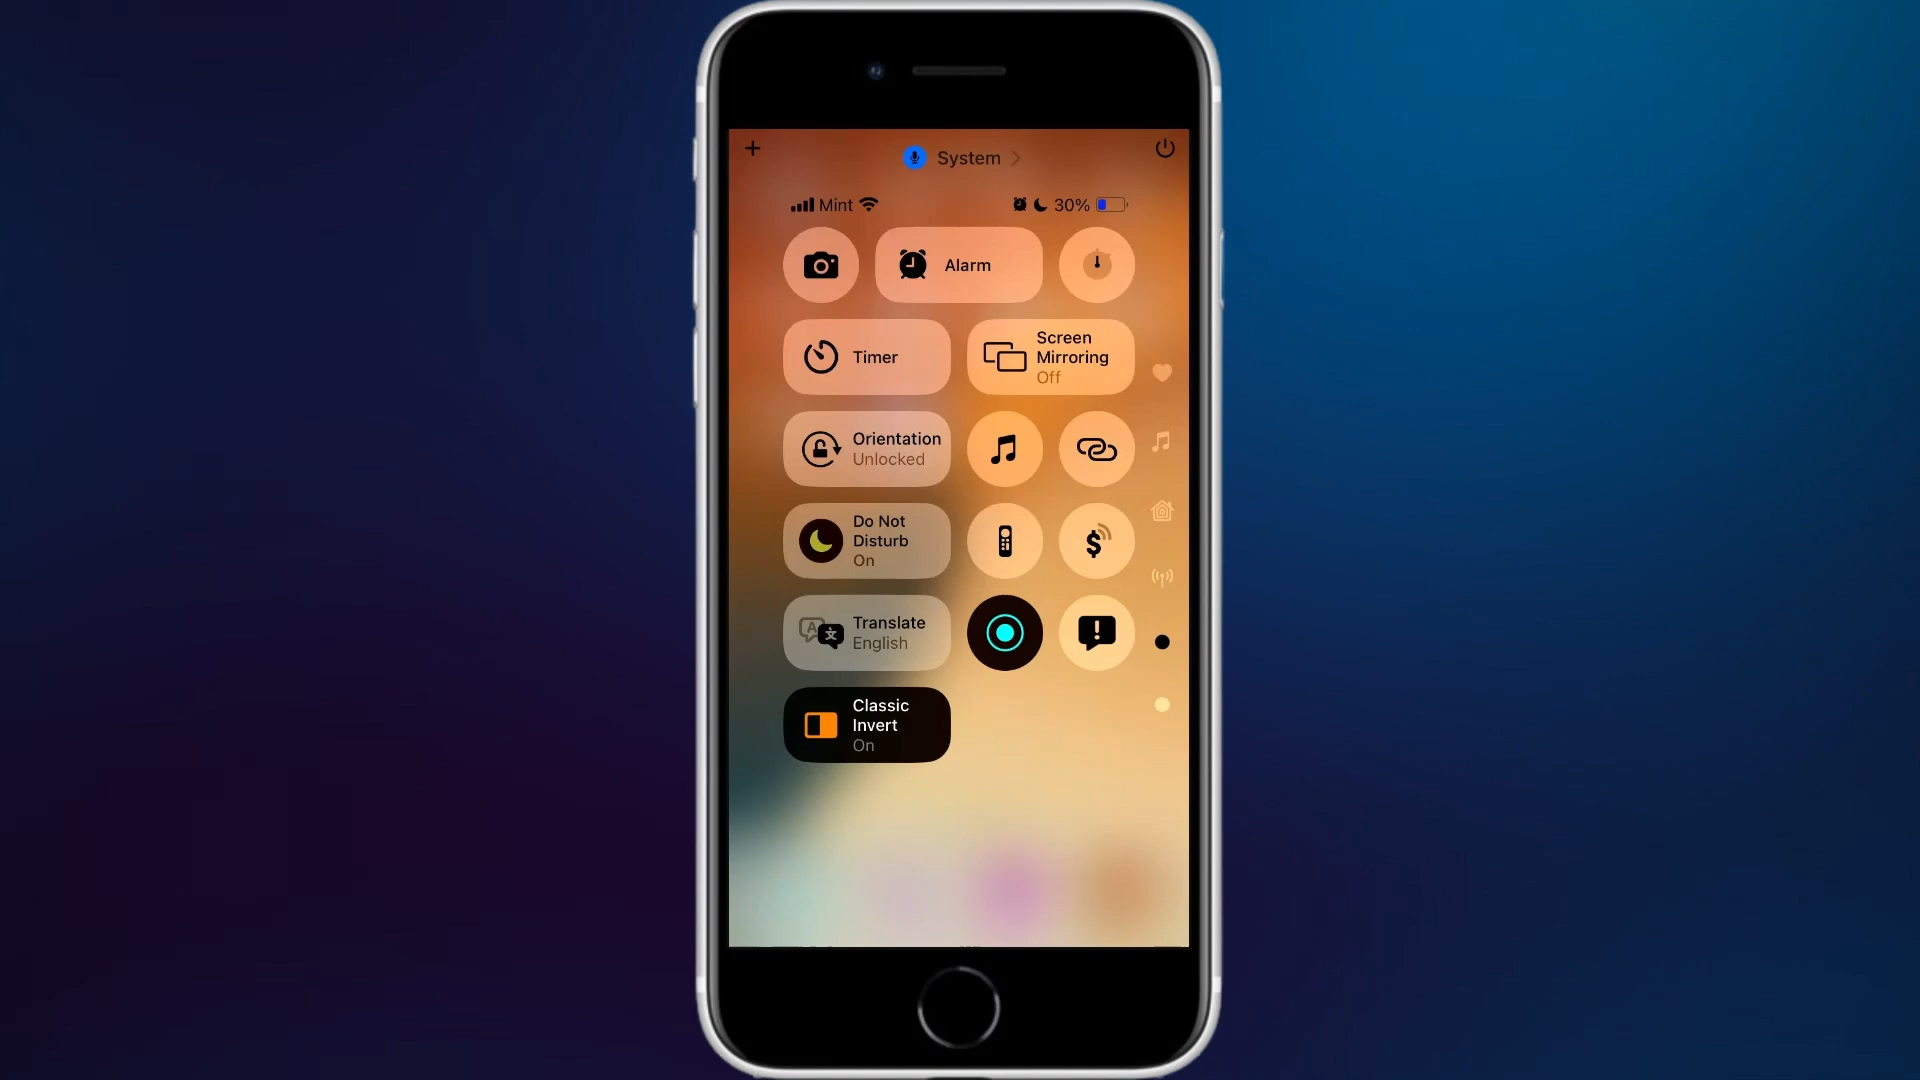 System
Mint
30%
Alarm
Timer
Screen
Mirroring
Off
Orientation
Unlocked
Do Not
Disturb
On
$
A 文
Translate
English
Classic
Invert
On